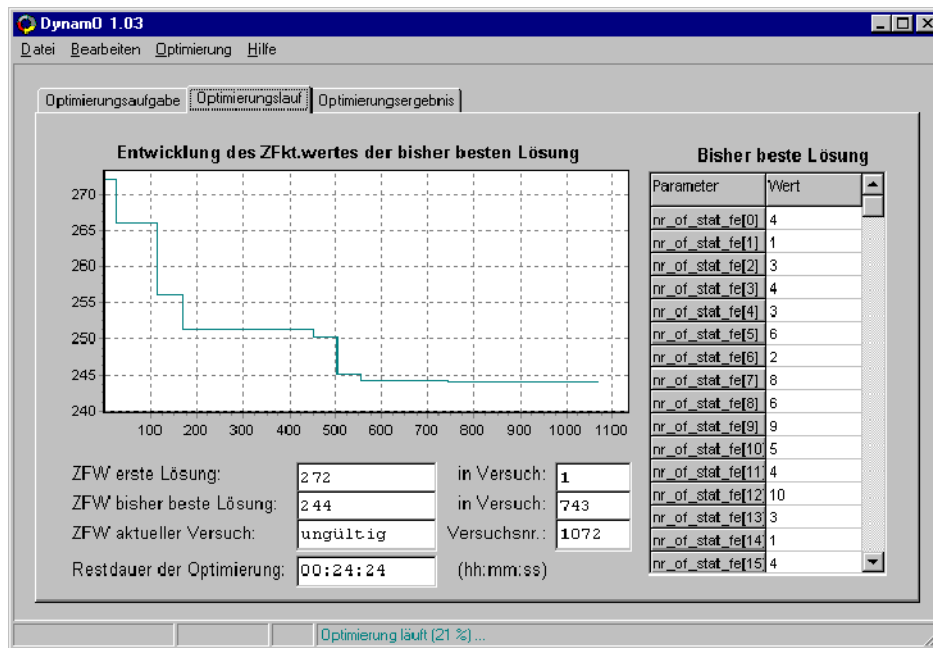 DynamO 1.03
Datei Bearbeiten Optimierung Hilfe
Optimierungsaufgabe Optimierungslauf Optimierungsergebnis
Entwicklung des ZFkt.wertes der bisher besten Lösung
270
265
260
255
250
245
240
100 200 300 400 500 600 700 800 900 1000 1100
ZFW erste Lösung: 272 in Versuch: 1
ZFW bisher beste Lösung: 244 in Versuch: 743
ZFW aktueller Versuch: ungültig Versuchsnr.: 1072
Restdauer der Optimierung: 00:24:24 (hh:mm:ss)
Bisher beste Lösung
Parameter Wert
nr_of_stat_fe[0] 4
nr_of_stat_fe[1] 1
nr_of_stat_fe[2] 3
nr_of_stat_fe[3] 4
nr_of_stat_fe[4] 3
nr_of_stat_fe[5] 6
nr_of_stat_fe[6] 2
nr_of_stat_fe[7] 8
nr_of_stat_fe[8] 6
nr_of_stat_fe[9] 9
nr_of_stat_fe[10] 5
nr_of_stat_fe[11] 4
nr_of_stat_fe[12] 10
nr_of_stat_fe[13] 3
nr_of_stat_fe[14] 1
nr_of_stat_fe[15] 4
Optimierung läuft (21 %) ...